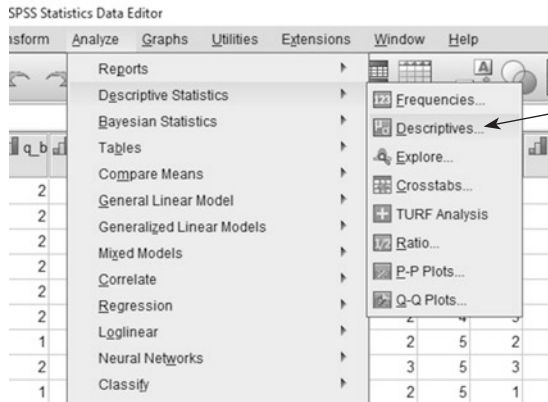 SPSS Statistics Data Editor
nsform Analyze Graphs Utilities Extensions Window Help
A
Reports
Descriptive Statistics
Bayesian Statistics
Tables
Compare Means
General Linear Model
Generalized Linear Models
Mixed Models
Correlate
Regression
Loglinear
Neural Networks
Classify
123 Frequencies...
Descriptives...
Explore...
Crosstabs...
TURF Analysis
1/2 Ratio...
P-P Plots...
Q-Q Plots...
q_b
2
2
2
2
2
2
1 2 5 2
2 3 5 3
1 2 5 1